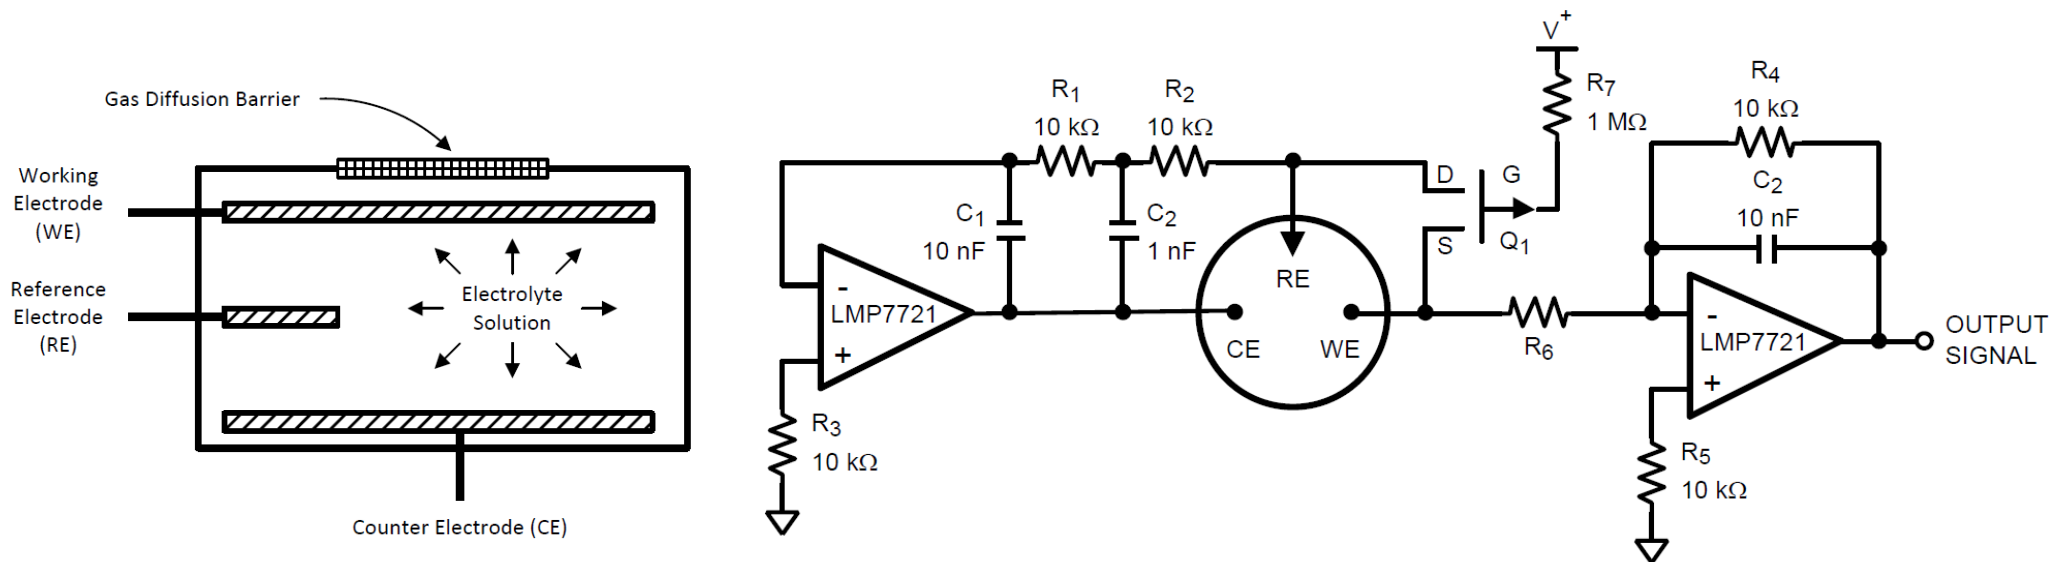 Gas Diffusion Barrier
Working
Electrode
(WE)
Reference
Electrode
(RE)
Electrolyte
Solution
Counter Electrode (CE)
V+
R7
1 MΩ
R1
10 kΩ
R2
10 kΩ
R4
10 kΩ
C2
10 nF
D
G
S
Q1
C1
10 nF
C2
1 nF
RE
CE
WE
-
LMP7721
+
R3
10 kΩ
R6
-
LMP7721
+
R5
10 kΩ
OUTPUT
SIGNAL